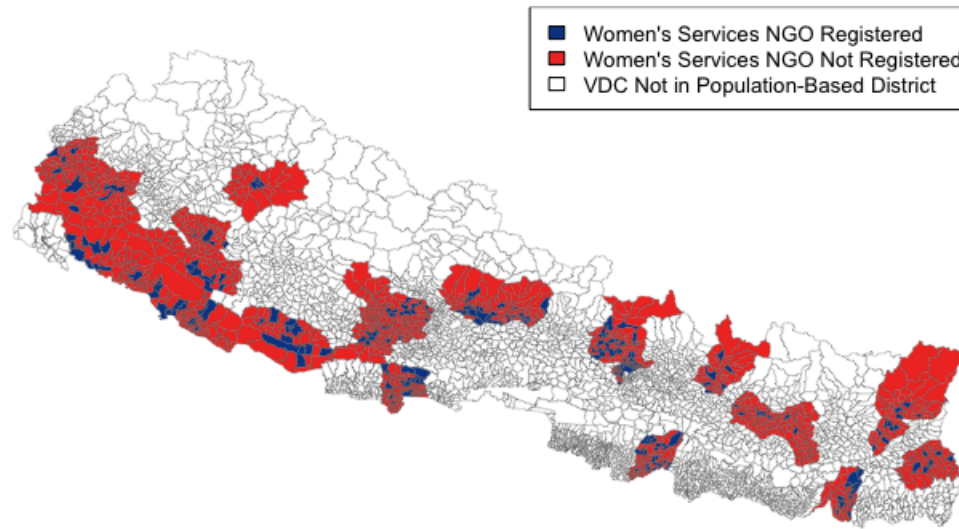 Women's Services NGO Registered
Women's Services NGO Not Registered
VDC Not in Population-Based District